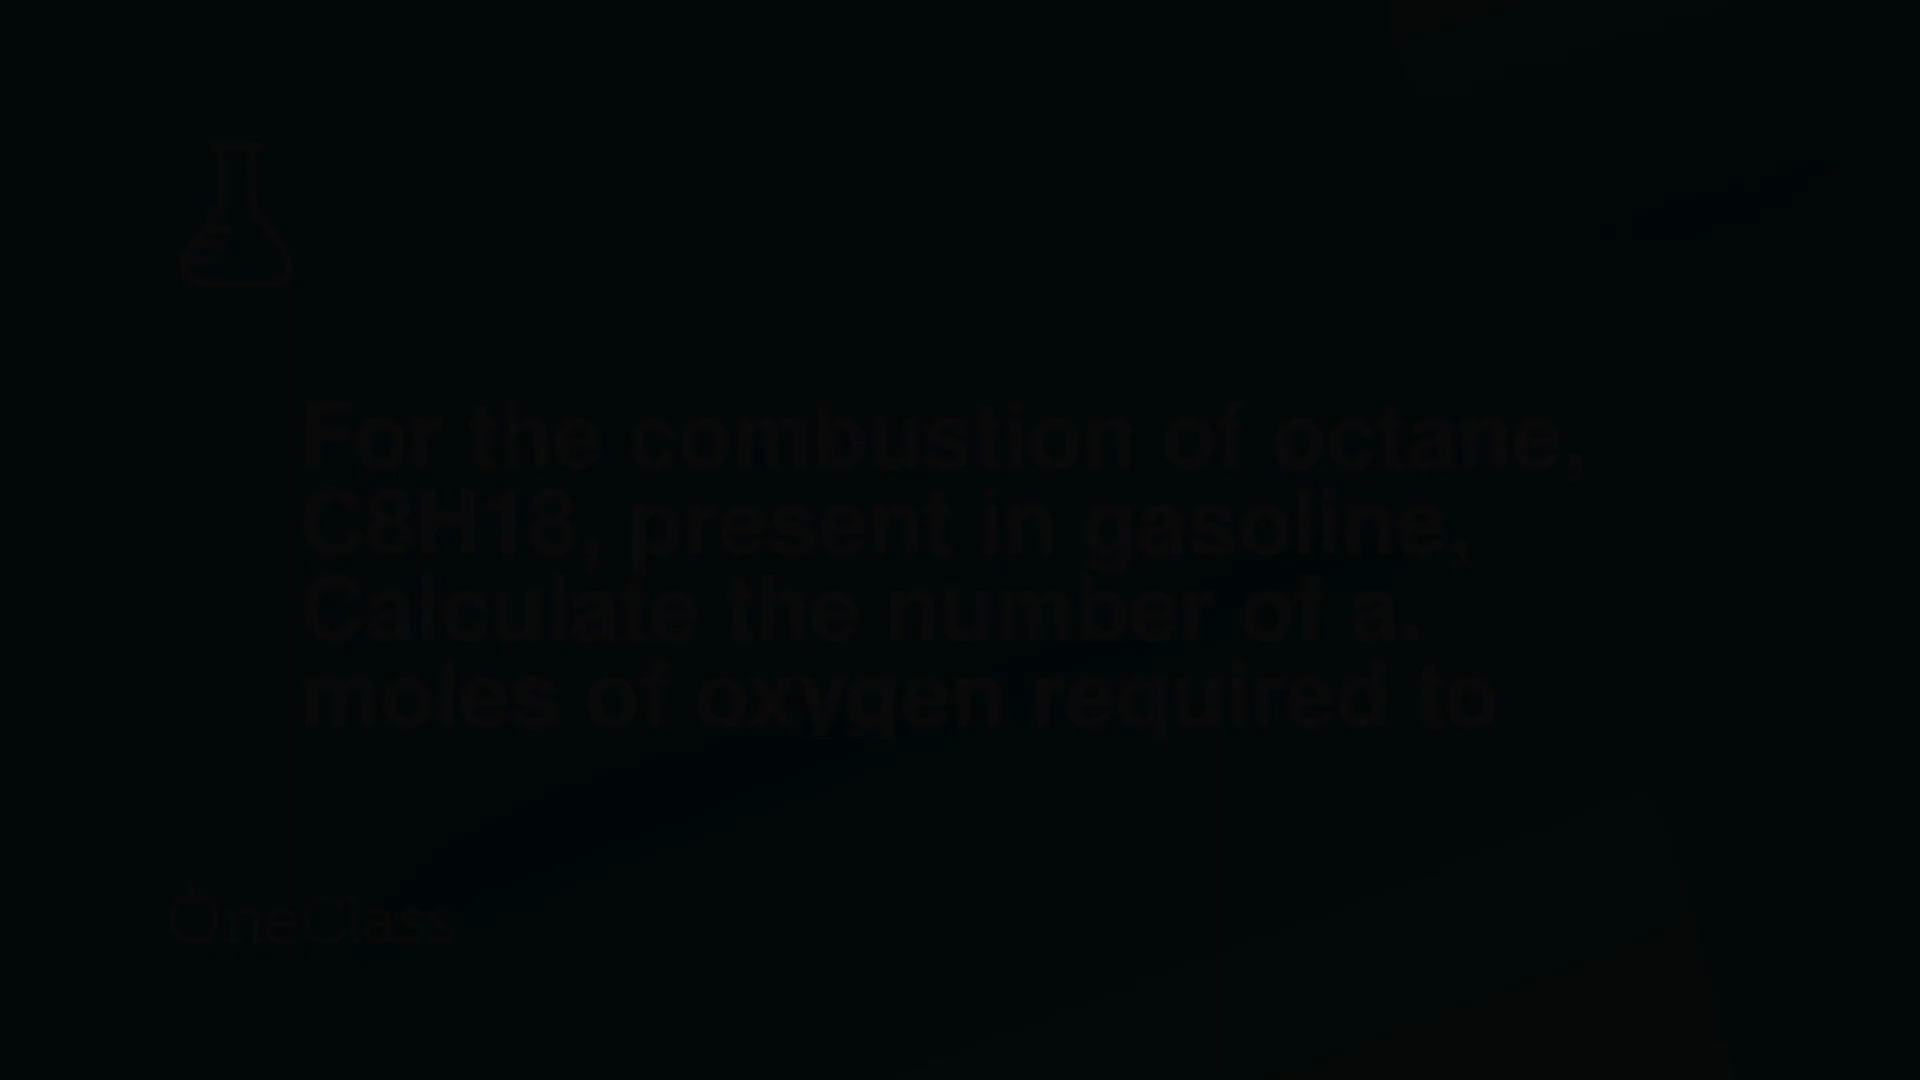 For the combustion of octane,
C8H18, present in gasoline,
Calculate the number of a.
moles of oxygen required to
OneClass